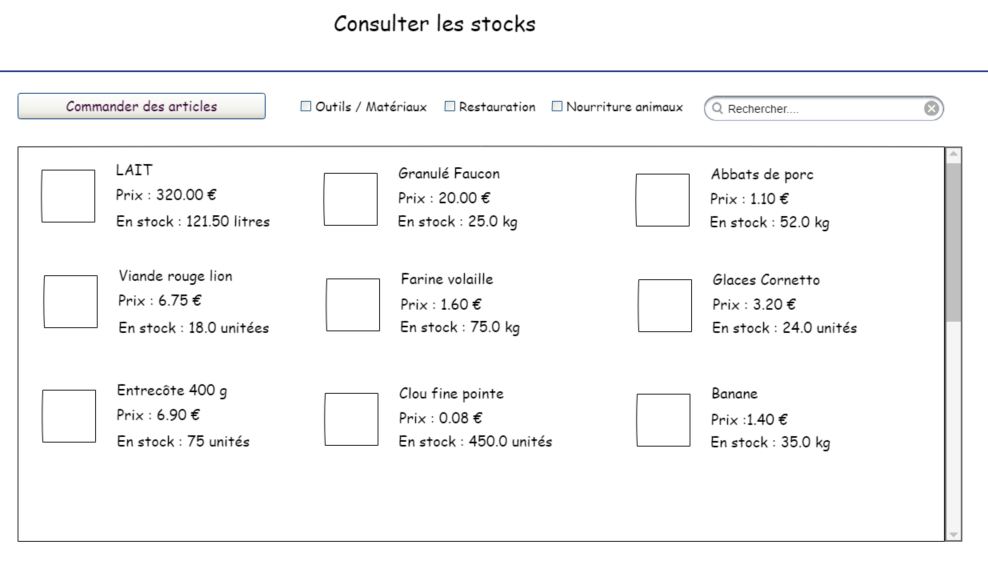 Consulter les stocks
Commander des articles
Outils / Matériaux
Restauration
Nourriture animaux
Rechercher....
LAIT
Prix : 320.00 €
En stock : 121.50 litres
Granulé Faucon
Prix : 20.00 €
En stock : 25.0 kg
Abbats de porc
Prix : 1.10 €
En stock : 52.0 kg
Viande rouge lion
Prix : 6.75 €
En stock : 18.0 unitées
Farine volaille
Prix : 1.60 €
En stock : 75.0 kg
Glaces Cornetto
Prix : 3.20 €
En stock : 24.0 unités
Entrecôte 400 g
Prix : 6.90 €
En stock : 75 unités
Clou fine pointe
Prix : 0.08 €
En stock : 450.0 unités
Banane
Prix :1.40 €
En stock : 35.0 kg